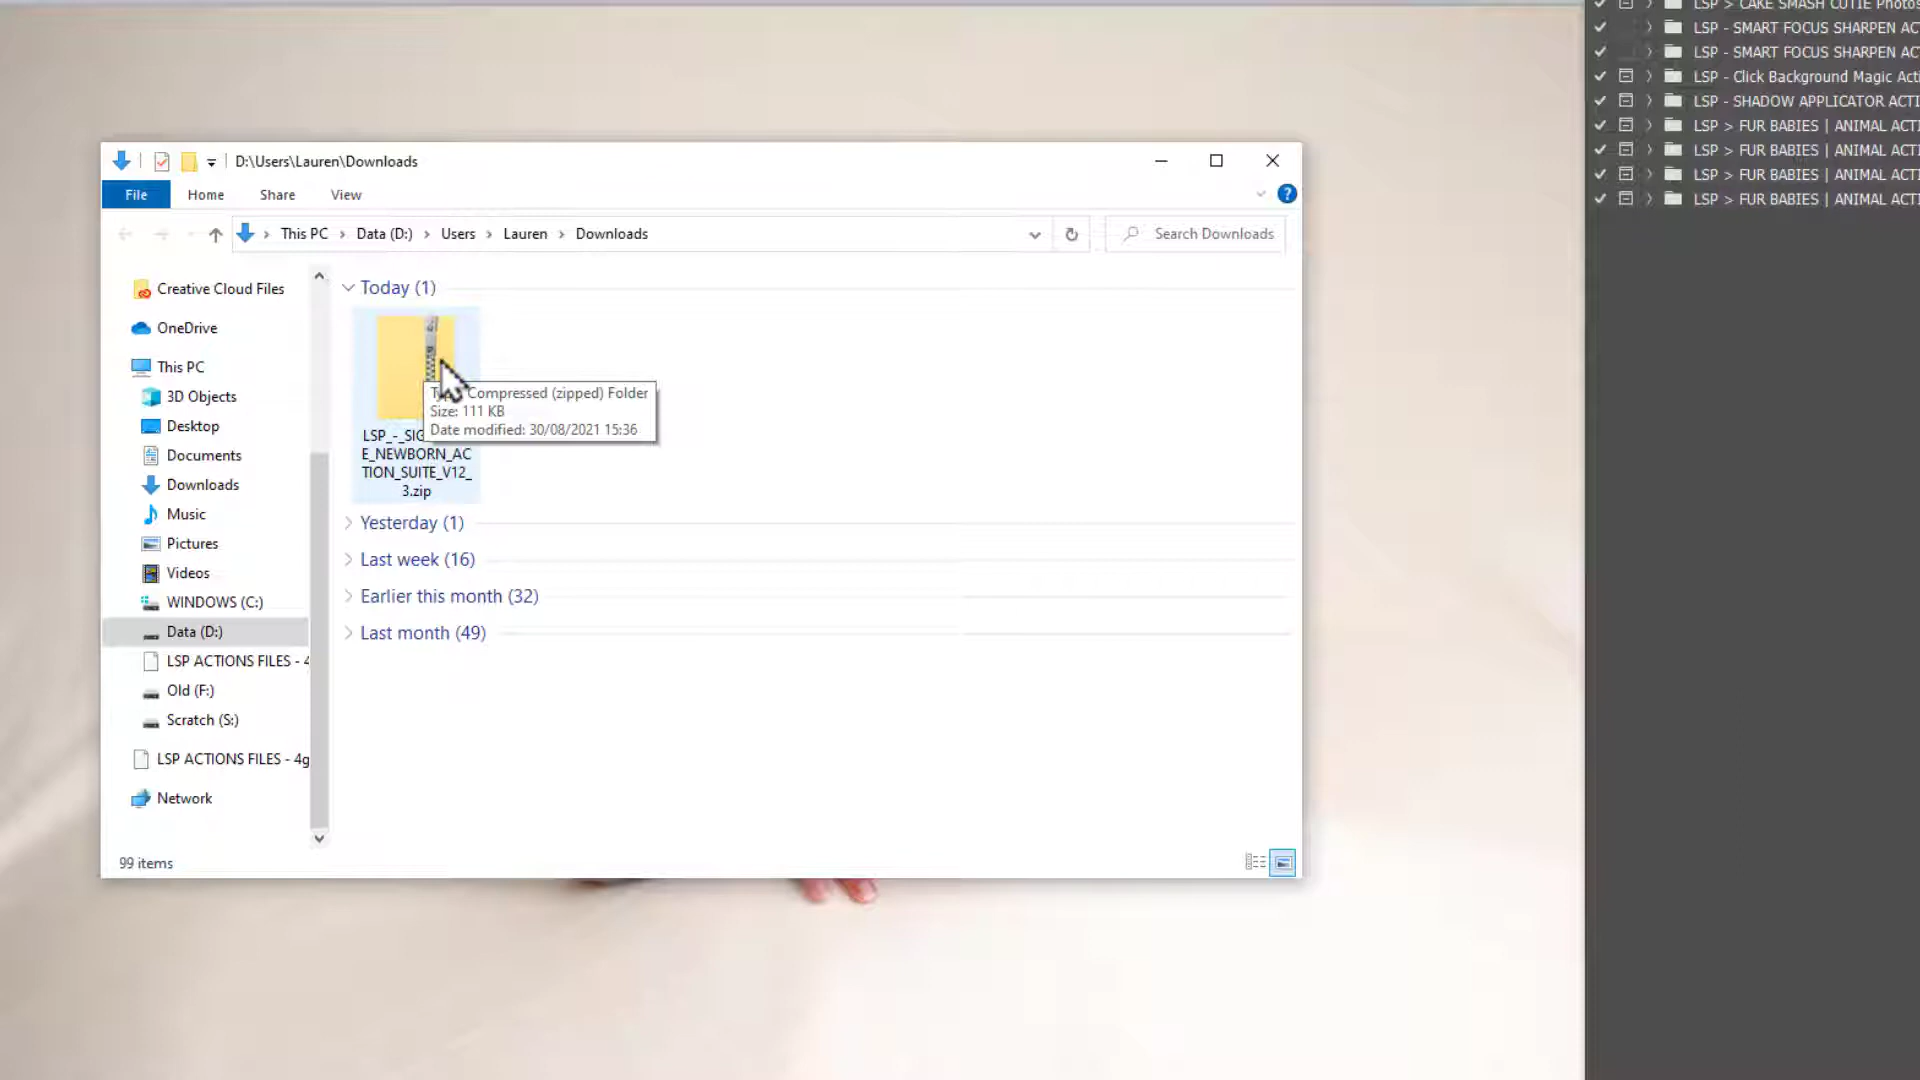 LSP > CAKE SMASH CUTIE Photos
LSP - SMART FOCUS SHARPEN AC
LSP - SMART FOCUS SHARPEN AC
LSP - Click Background Magic Acti
LSP - SHADOW APPLICATOR ACTI
LSP > FUR BABIES | ANIMAL ACTI
LSP > FUR BABIES | ANIMAL ACTI
LSP > FUR BABIES | ANIMAL ACTI
LSP > FUR BABIES | ANIMAL ACTI
D:\Users\Lauren\Downloads
File Home Share View
This PC > Data (D:) > Users > Lauren > Downloads
Search Downloads
Creative Cloud Files
OneDrive
This PC
3D Objects
Desktop
Documents
Downloads
Music
Pictures
Videos
WINDOWS (C:)
Data (D:)
LSP ACTIONS FILES - 4
Old (F:)
Scratch (S:)
LSP ACTIONS FILES - 4g
Network
Today (1)
Compressed (zipped) Folder
Size: 111 KB
Date modified: 30/08/2021 15:36
LSP_-_SIG
E_NEWBORN_AC
TION_SUITE_V12_
3.zip
Yesterday (1)
Last week (16)
Earlier this month (32)
Last month (49)
99 items